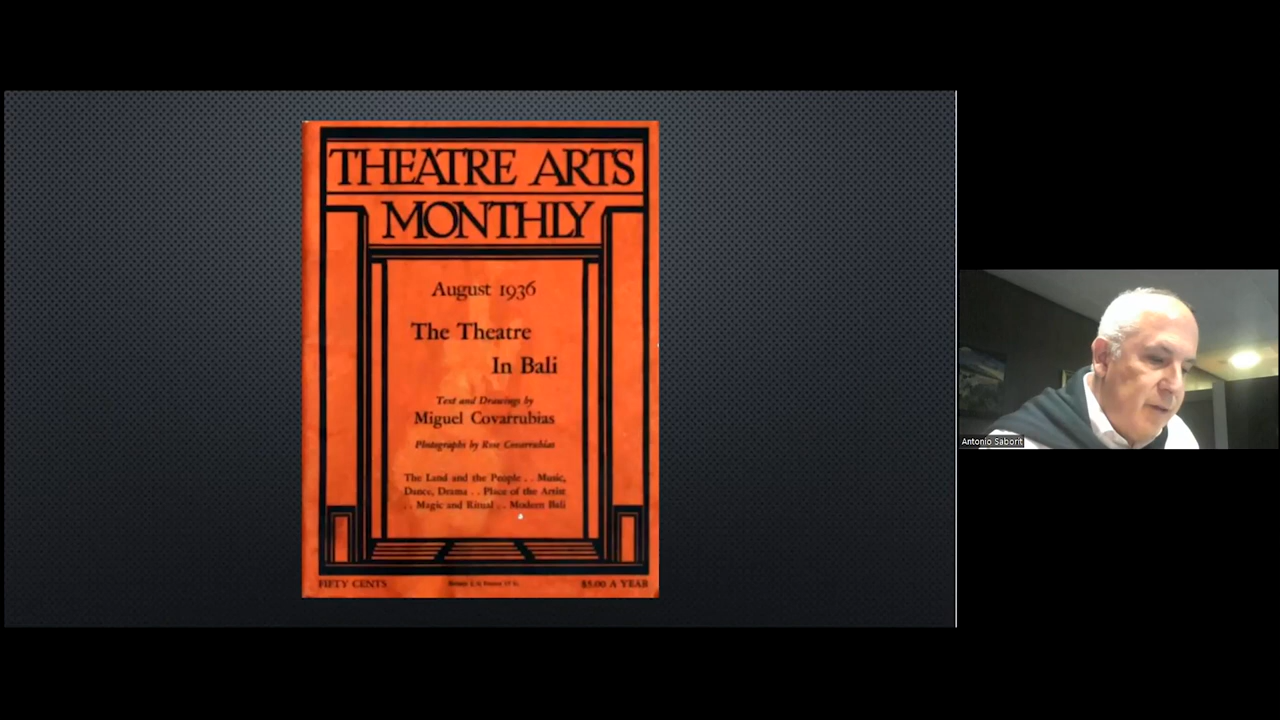 THEATRE ARTS
MONTHLY
August 1936
The Theatre
In Bali
Text and Drawings by
Miguel Covarrubias
Photographs by Rose Covarrubias
The Land and the People . . Music,
Dance, Drama . . Place of the Artist
. . Magic and Ritual . . Modern Bali
FIFTY CENTS
$5.00 A YEAR
Antonio Saborit